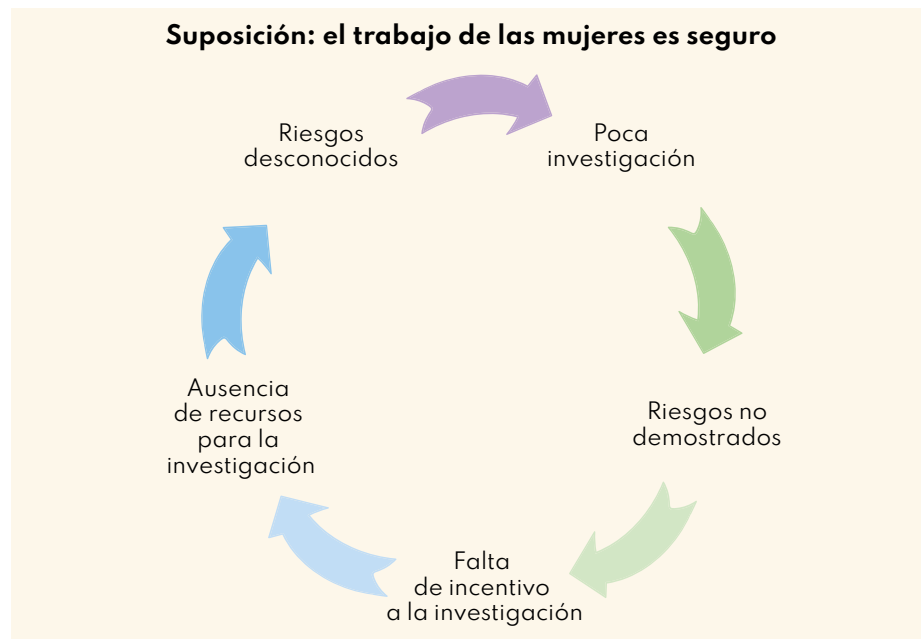 Suposición: el trabajo de las mujeres es seguro
Riesgos
desconocidos
Poca
investigación
Riesgos no
demostrados
Falta
de incentivo
a la investigación
Ausencia
de recursos
para la
investigación